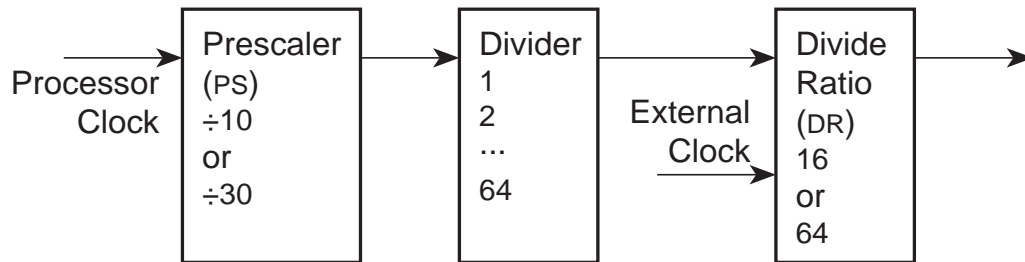 Processor
Clock
Prescaler
(PS)
÷10
or
÷30
Divider
1
2
...
64
External
Clock
Divide
Ratio
(DR)
16
or
64